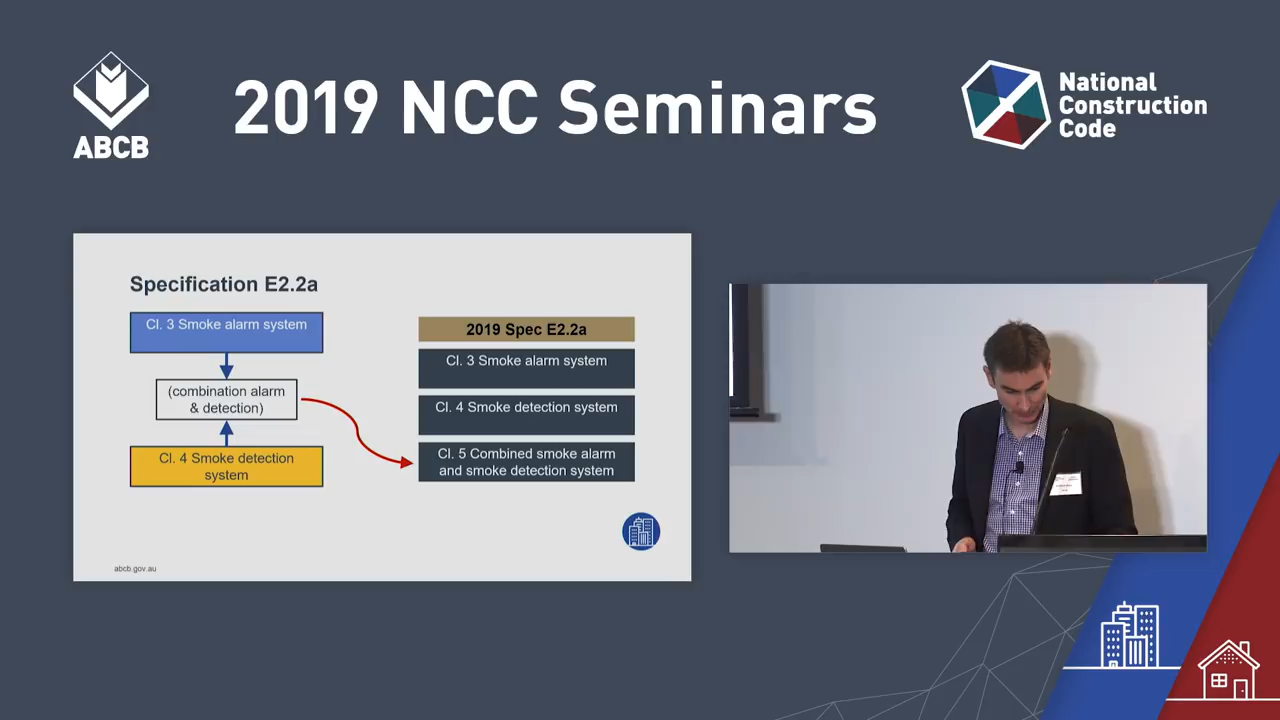 ABCB
2019 NCC Seminars
National
Construction
Code
Specification E2.2a
Cl. 3 Smoke alarm system
(combination alarm
& detection)
Cl. 4 Smoke detection
system
2019 Spec E2.2a
Cl. 3 Smoke alarm system
Cl. 4 Smoke detection system
Cl. 5 Combined smoke alarm
and smoke detection system
abcb.gov.au